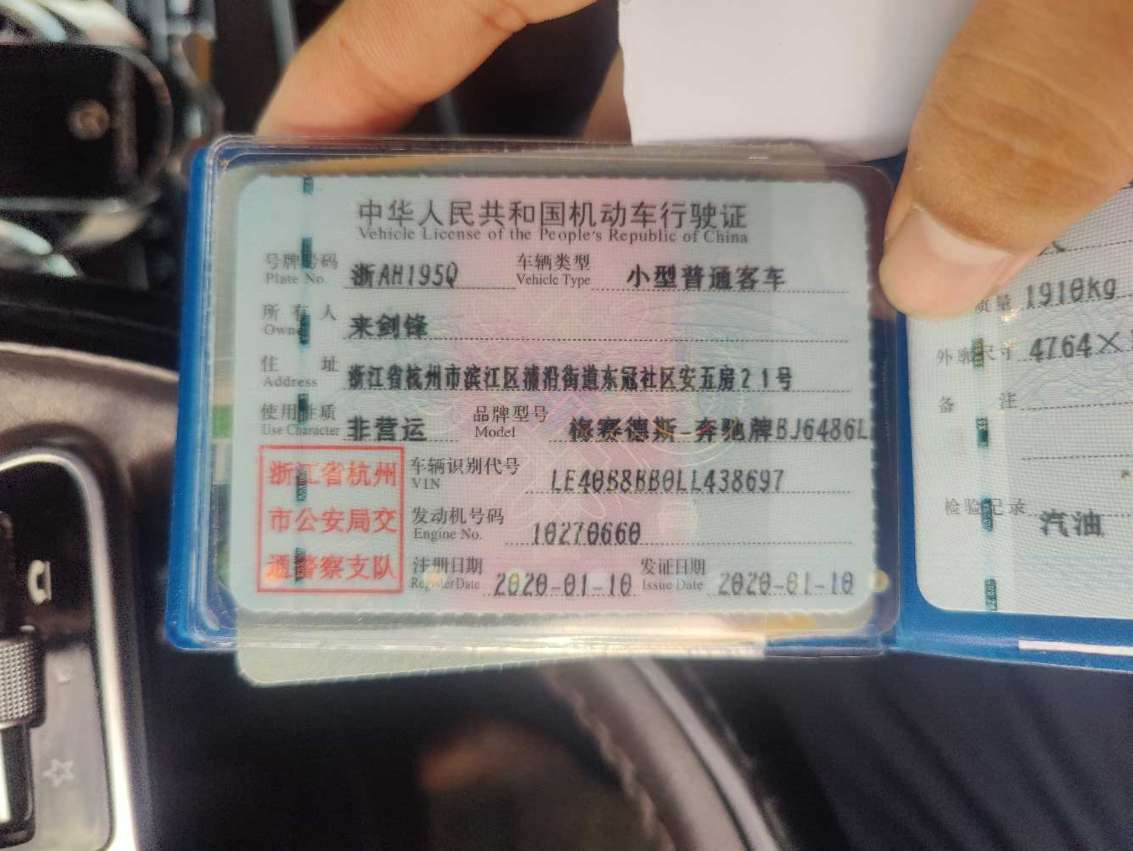 中华人民共和国机动车行驶证
Vehicle License of the People's Republic of China
号牌号码 浙AH195Q 车辆类型 小型普通客车
Plate No. Vehicle Type
所有人 来剑锋
Owner
住址 浙江省杭州市滨江区浦沿街道东冠社区安五房21号
Address
使用性质 非营运 品牌型号 梅赛德斯-奔驰牌BJ6486L
Use Character Model
浙江省杭州
市公安局交
通警察支队
车辆识别代号 LE40B8BB0LL438697
VIN
发动机号码 10270660
Engine No.
注册日期 2020-01-10 发证日期 2020-01-10
Register Date Issue Date
质量 1910kg
外廓尺寸 4764×
备注
检验记录
汽油